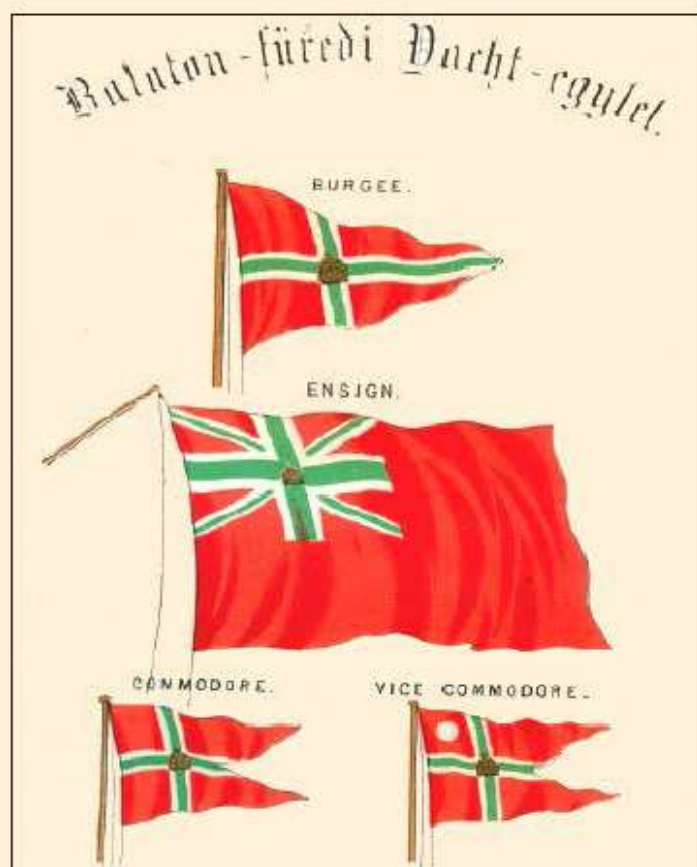 Balaton-füredi Yacht-egylet.
BURGEE.
ENSIGN.
COMMODORE.
VICE COMMODORE.